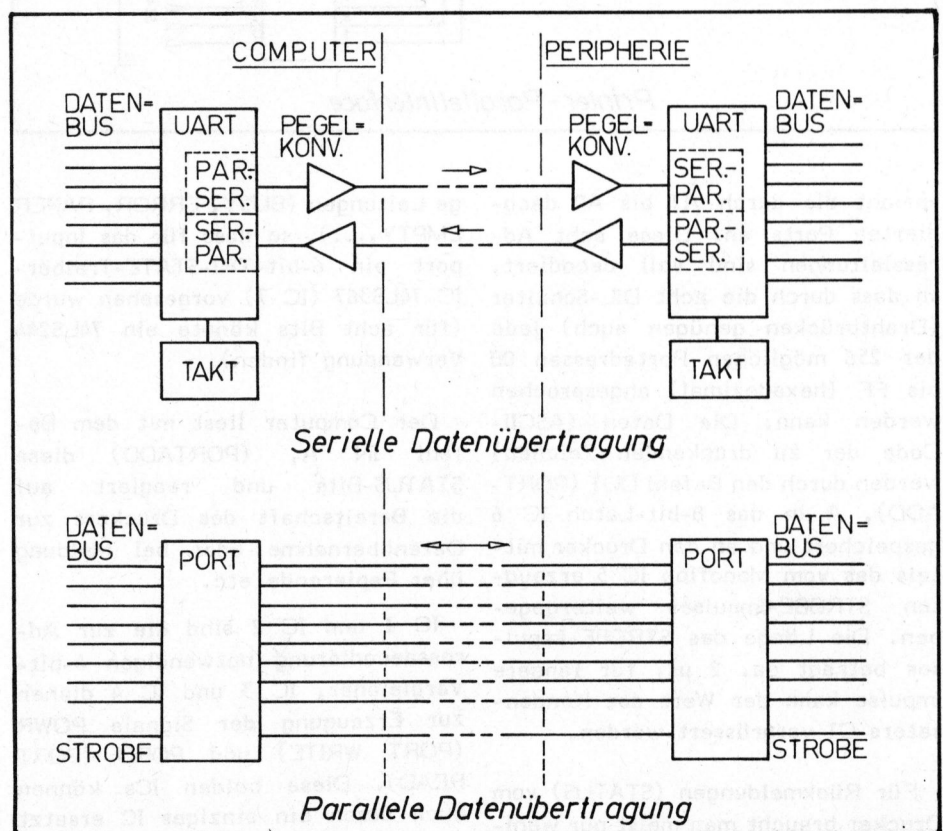 COMPUTER PERIPHERIE
DATEN=
BUS
UART
PEGEL-
KONV.
PAR.-
SER.
SER.-
PAR.
TAKT
PEGEL-
KONV.
UART
SER.-
PAR.
PAR.-
SER.
TAKT
DATEN=
BUS
Serielle Datenübertragung
DATEN=
BUS
PORT
STROBE
PORT
DATEN=
BUS
STROBE
Parallele Datenübertragung